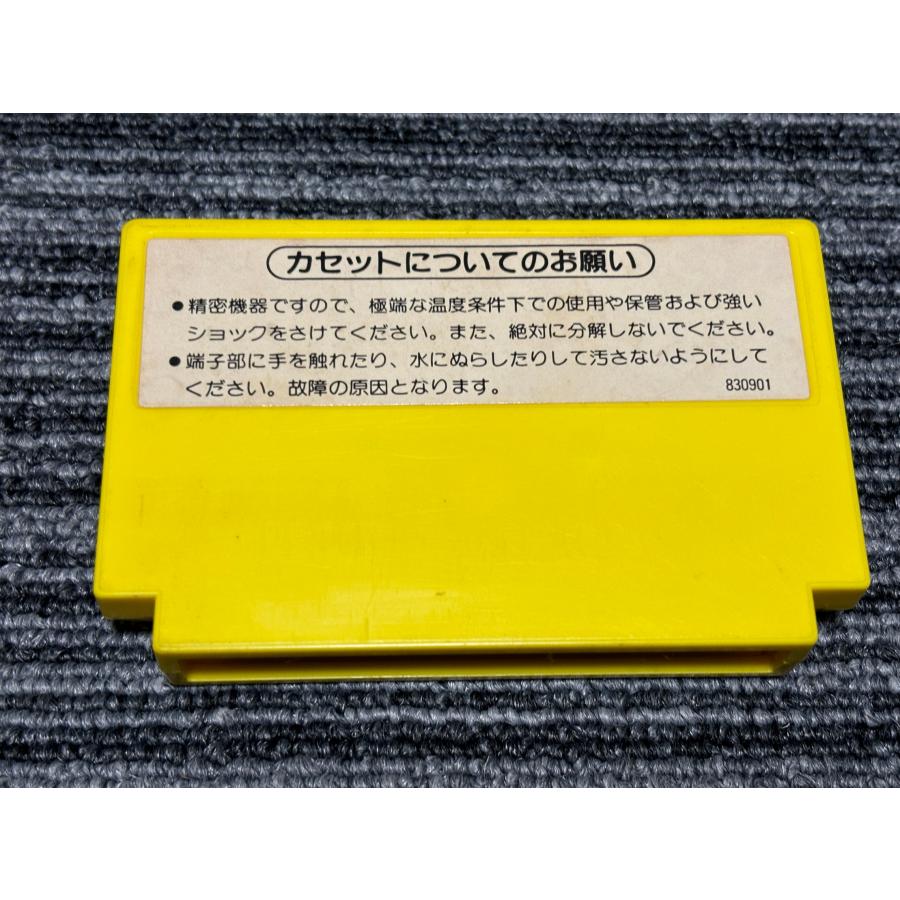 カセットについてのお願い
●精密機器ですので、極端な温度条件下での使用や保管および強い
ショックをさけてください。また、絶対に分解しないでください。
●端子部に手を触れたり、水にぬらしたりして汚さないようにして
ください。故障の原因となります。 830901